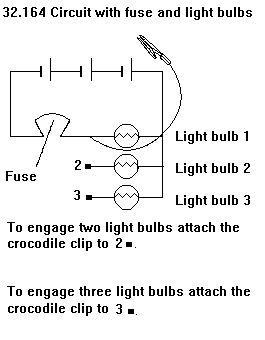 32.164 Circuit with fuse and light bulbs
Light bulb 1
2 Light bulb 2
Fuse
3 Light bulb 3
To engage two light bulbs attach the
crocodile clip to 2 ■.
To engage three light bulbs attach the
crocodile clip to 3 ■.